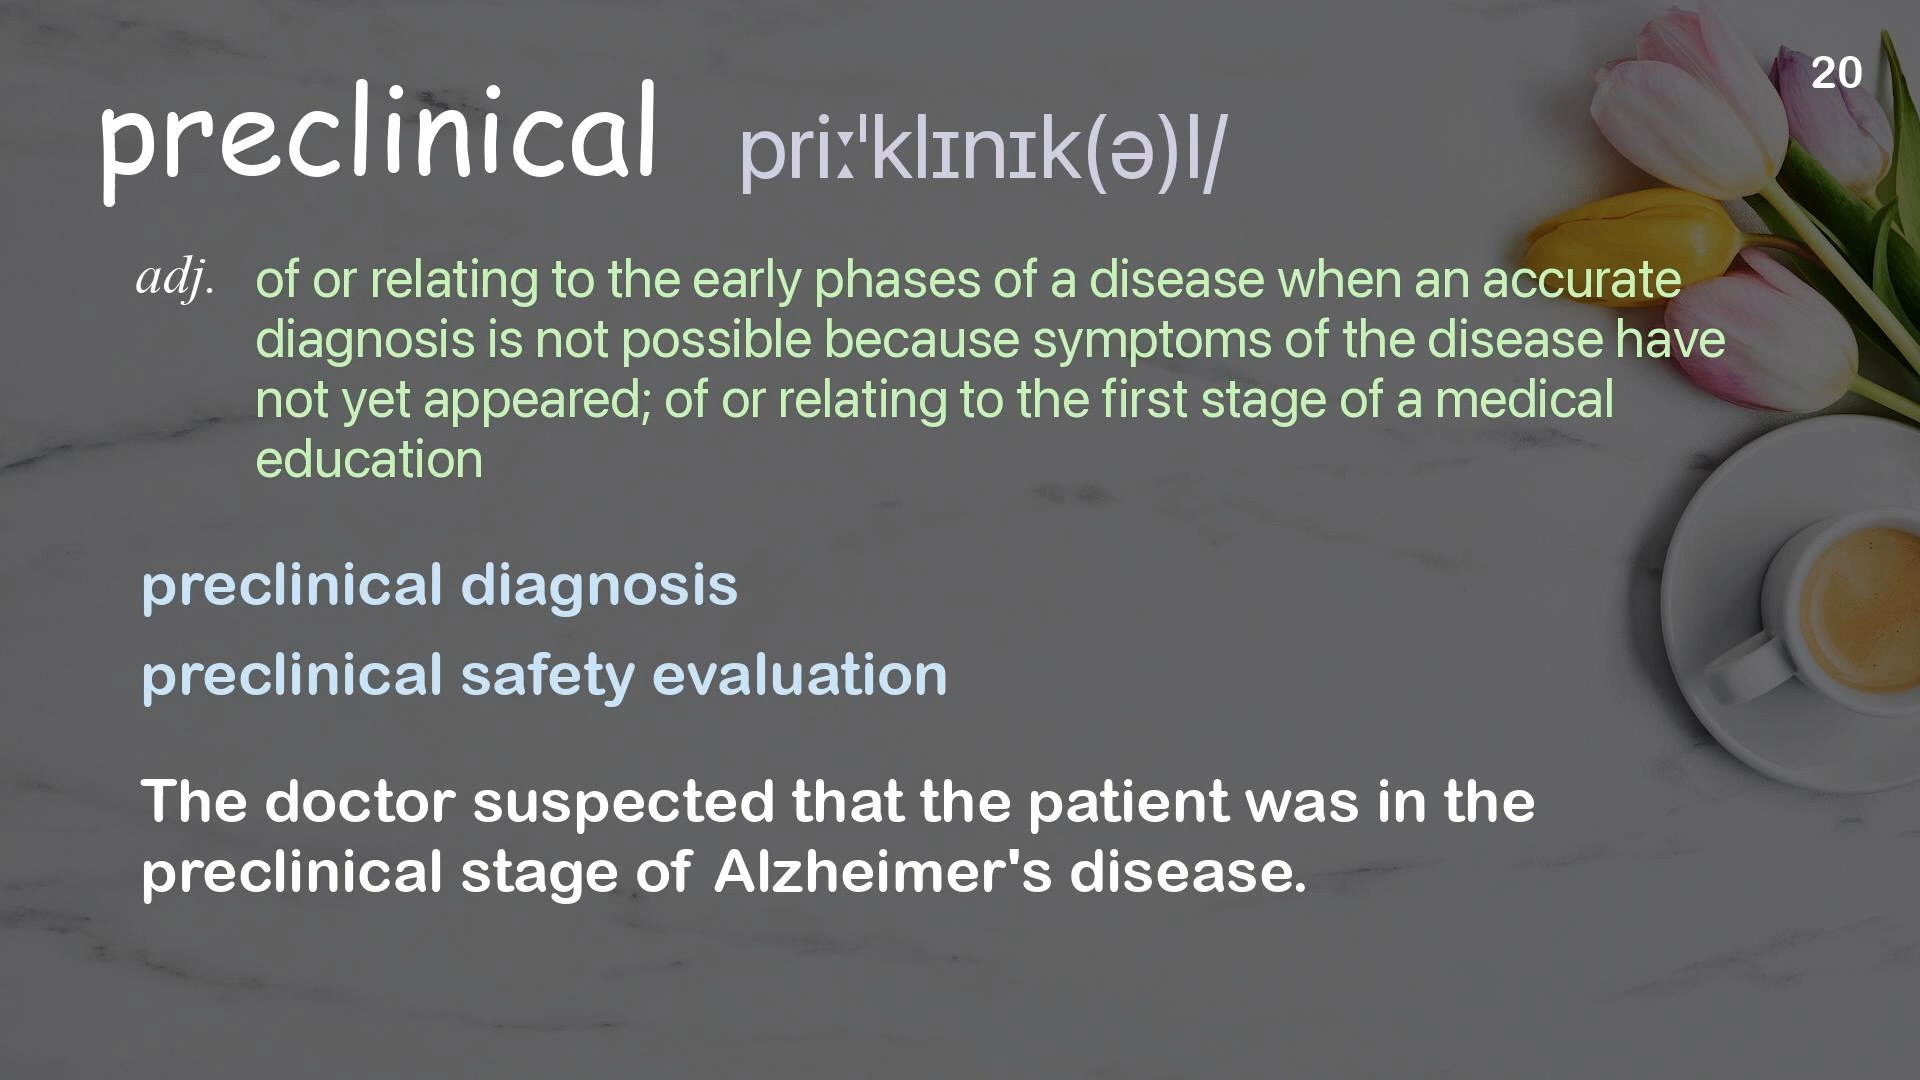 20
preclinical priːˈklɪnɪk(ə)l/
adj. of or relating to the early phases of a disease when an accurate
diagnosis is not possible because symptoms of the disease have
not yet appeared; of or relating to the first stage of a medical
education
preclinical diagnosis
preclinical safety evaluation
The doctor suspected that the patient was in the
preclinical stage of Alzheimer's disease.